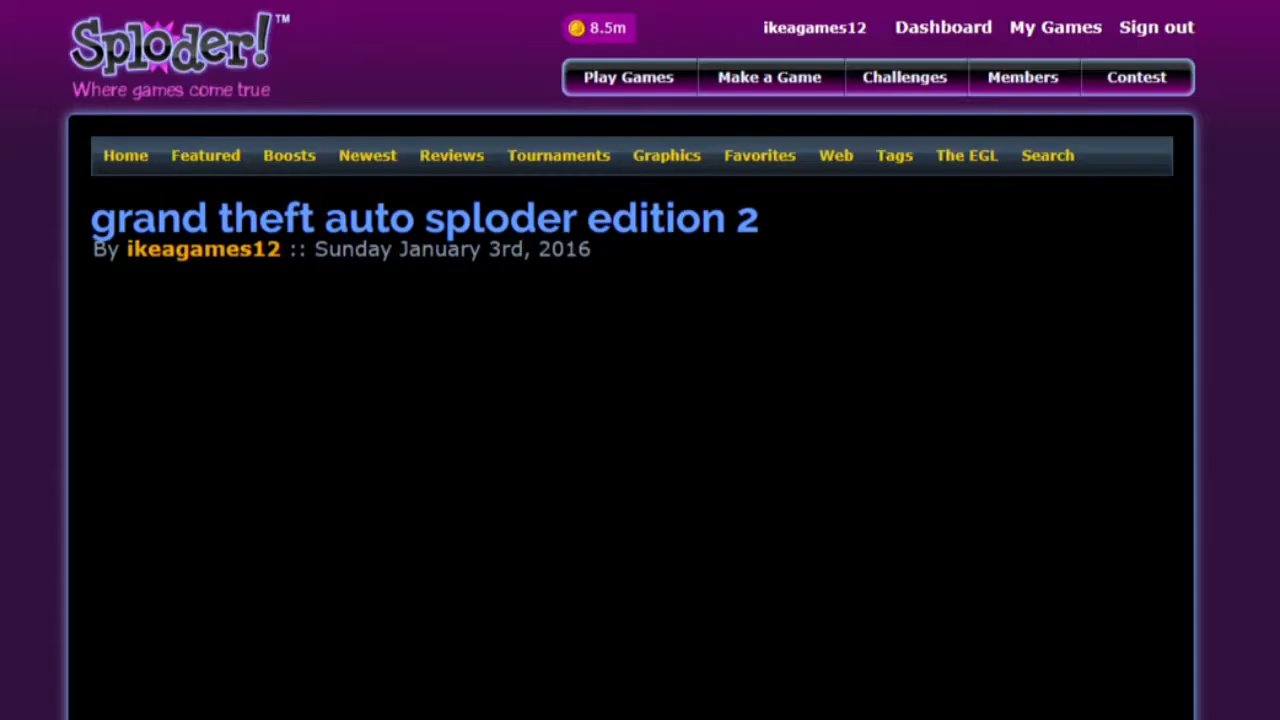 Sploder!™
Where games come true
8.5m
ikeagames12 Dashboard My Games Sign out
Play Games Make a Game Challenges Members Contest
Home Featured Boosts Newest Reviews Tournaments Graphics Favorites Web Tags The EGL Search
grand theft auto sploder edition 2
By ikeagames12 :: Sunday January 3rd, 2016